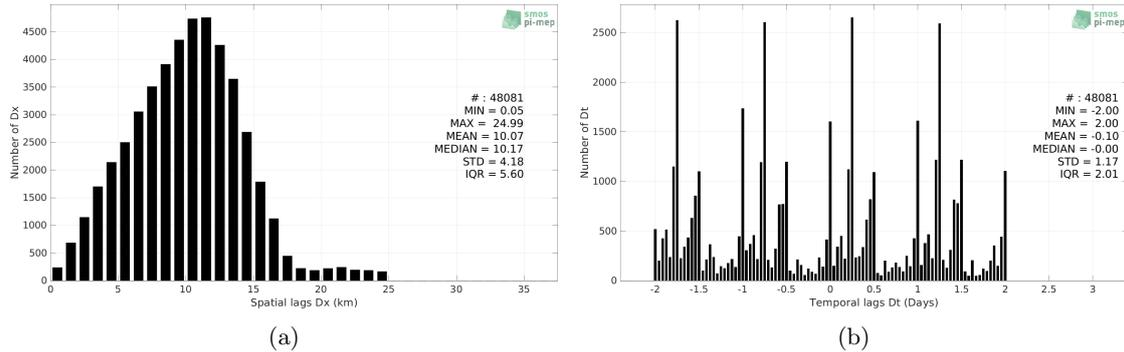 smos
pi-mep
4500
4000
3500
3000
2500
2000
1500
1000
500
0
Number of Dx
# : 48081
MIN = 0.05
MAX = 24.99
MEAN = 10.07
MEDIAN = 10.17
STD = 4.18
IQR = 5.60
0 5 10 15 20 25 30 35
Spatial lags Dx (km)
(a)
smos
pi-mep
2500
2000
1500
1000
500
0
Number of Dt
# : 48081
MIN = -2.00
MAX = 2.00
MEAN = -0.10
MEDIAN = -0.00
STD = 1.17
IQR = 2.01
-2 -1.5 -1 -0.5 0 0.5 1 1.5 2 2.5 3
Temporal lags Dt (Days)
(b)